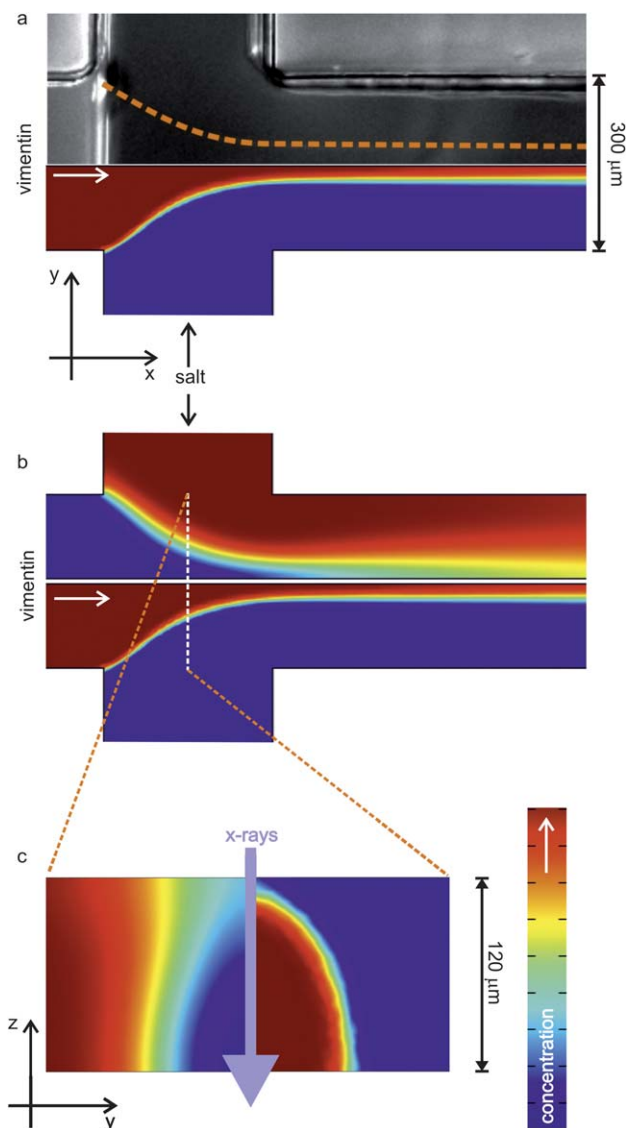 a
vimentin
300 μm
y
x
salt
b
vimentin
x-rays
c
120 μm
z
y
concentration